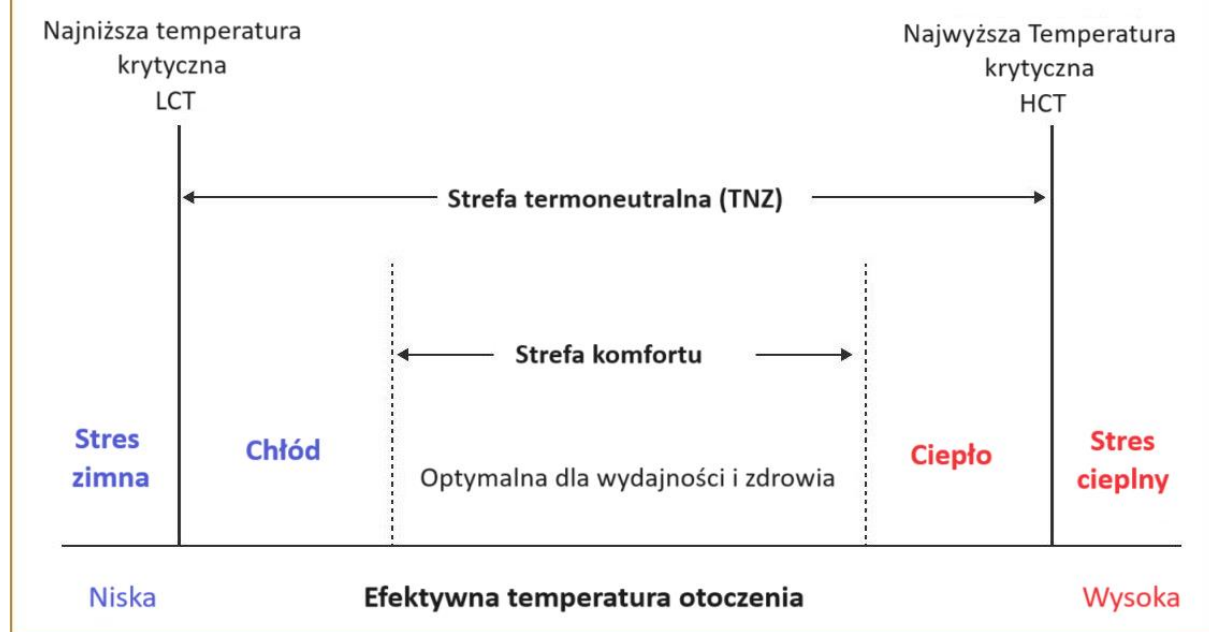 Najniższa temperatura
krytyczna
LCT
Najwyższa Temperatura
krytyczna
HCT
Strefa termoneutralna (TNZ)
Strefa komfortu
Stres
zimna
Chłód
Optymalna dla wydajności i zdrowia
Ciepło
Stres
cieplny
Niska
Efektywna temperatura otoczenia
Wysoka